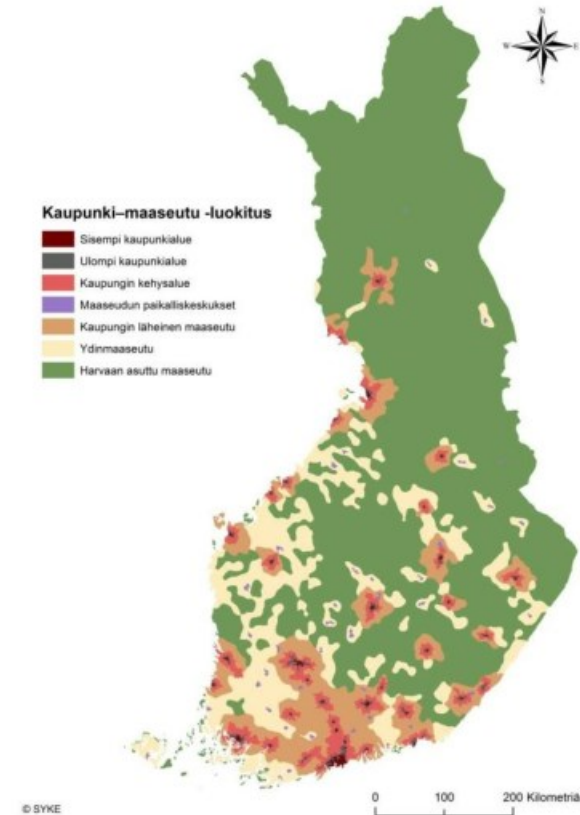 N
W
E
S
Kaupunki–maaseutu -luokitus
Sisempi kaupunkialue
Ulompi kaupunkialue
Kaupungin kehysalue
Maaseudun paikalliskeskukset
Kaupungin läheinen maaseutu
Ydinmaaseutu
Harvaan asuttu maaseutu
0 100 200 Kilometriä
© SYKE